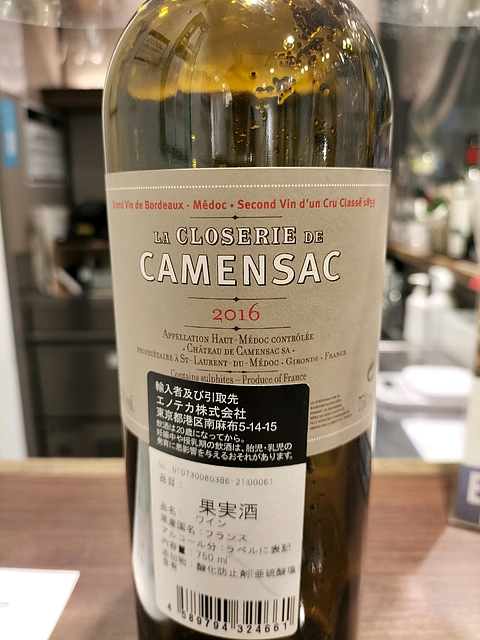 Grand Vin de Bordeaux - Médoc • Second Vin d'un Cru Classé 1855
LA CLOSERIE DE
CAMENSAC
2016
APPELLATION HAUT-MÉDOC CONTRÔLÉE
• CHÂTEAU DE CAMENSAC SA •
PROPRIÉTAIRE À ST-LAURENT-DU-MÉDOC - GIRONDE - FRANCE
Contains sulphites - Produce of France
輸入者及び引取先
エノテカ株式会社
東京都港区南麻布5-14-15
飲酒は20歳になってから。
妊娠中や授乳期の飲酒は、胎児・乳児の
発育に悪影響を与えるおそれがあります。
品目:
品名: 果実酒
ワイン
原産国名:フランス
アルコール分:ラベルに表記
内容量: 750 ml
添加物: 酸化防止剤(亜硫酸塩
含有
4 589794 324661